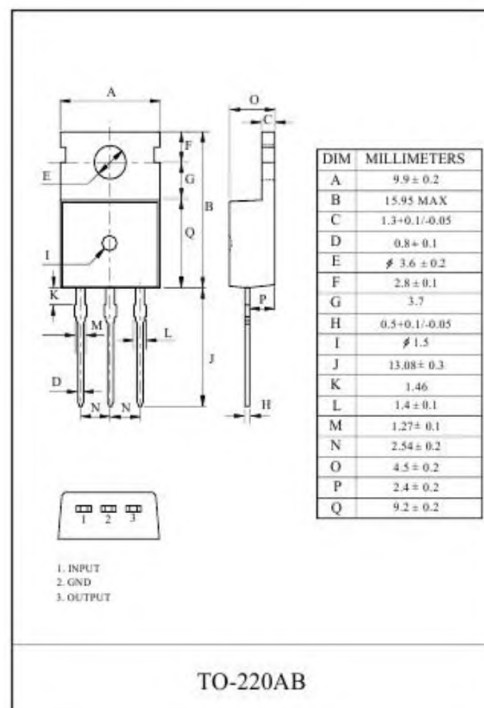 A
O
C
F
E
G
B
Q
I
K
P
M
L
J
D
N
N
H
DIM MILLIMETERS
A 9.9 ± 0.2
B 15.95 MAX
C 1.3+0.1/-0.05
D 0.8+0.1
E ø 3.6 ± 0.2
F 2.8 ± 0.1
G 3.7
H 0.5+0.1/-0.05
I ø 1.5
J 13.08 ± 0.3
K 1.46
L 1.4 ± 0.1
M 1.27 ± 0.1
N 2.54 ± 0.2
O 4.5 ± 0.2
P 2.4 ± 0.2
Q 9.2 ± 0.2
1 2 3
1. INPUT
2. GND
3. OUTPUT
TO-220AB